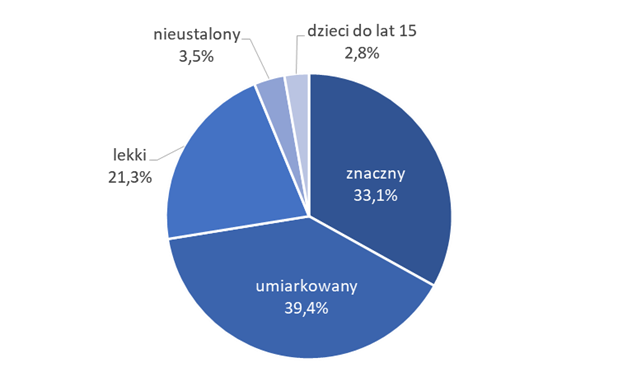 nieustalony
3,5%
dzieci do lat 15
2,8%
lekki
21,3%
znaczny
33,1%
umiarkowany
39,4%